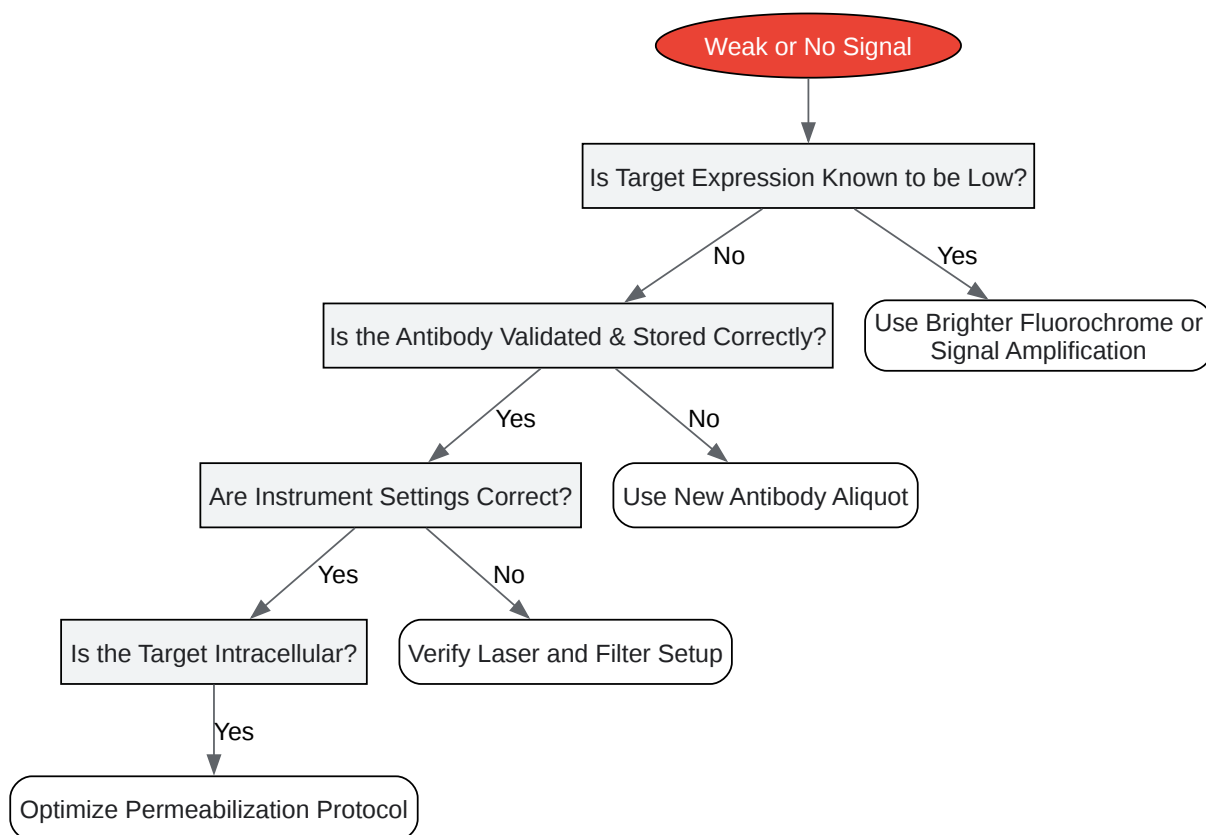 Weak or No Signal
Is Target Expression Known to be Low?
No
Yes
Is the Antibody Validated & Stored Correctly?
Use Brighter Fluorochrome or
Signal Amplification
Yes
No
Are Instrument Settings Correct?
Use New Antibody Aliquot
Yes
No
Is the Target Intracellular?
Verify Laser and Filter Setup
Yes
Optimize Permeabilization Protocol